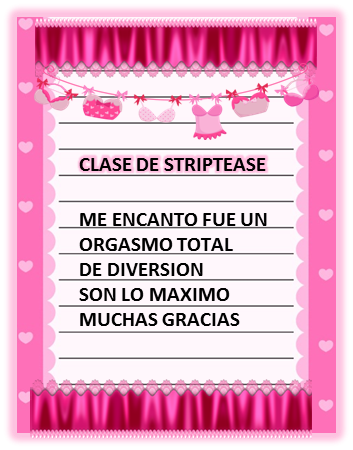 CLASE DE STRIPTEASE
ME ENCANTO FUE UN
ORGASMO TOTAL
DE DIVERSION
SON LO MAXIMO
MUCHAS GRACIAS